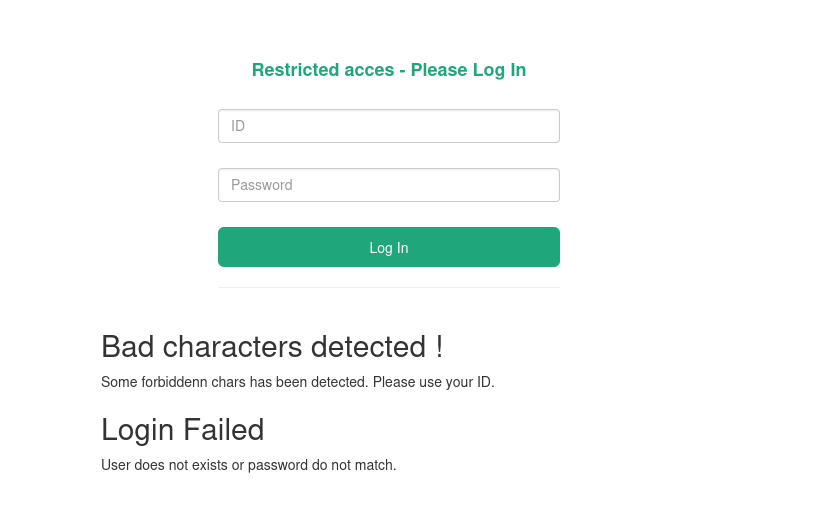 Restricted acces - Please Log In
ID
Password
Log In
Bad characters detected !
Some forbiddenn chars has been detected. Please use your ID.
Login Failed
User does not exists or password do not match.